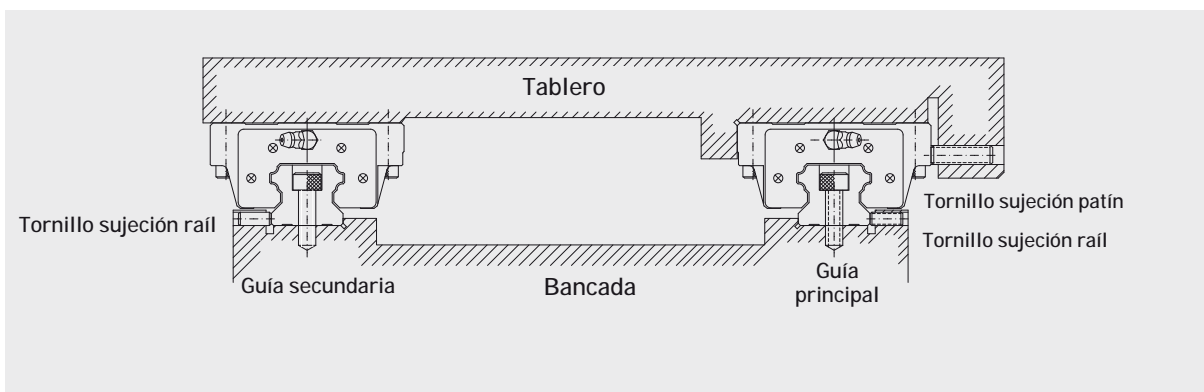 Tablero
Tornillo sujeción patín
Tornillo sujeción raíl
Tornillo sujeción raíl
Guía secundaria
Bancada
Guía
principal